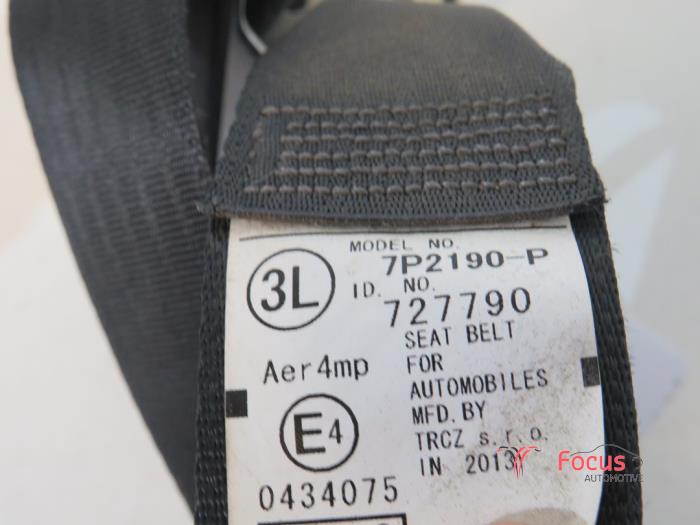 MODEL NO.
7P2190-P
3L
ID. NO.
727790
SEAT BELT
Aer4mp
FOR
AUTOMOBILES
MFD. BY
E4
TRCZ s.r.o.
IN 2013
0434075
Focus
AUTOMOTIVE